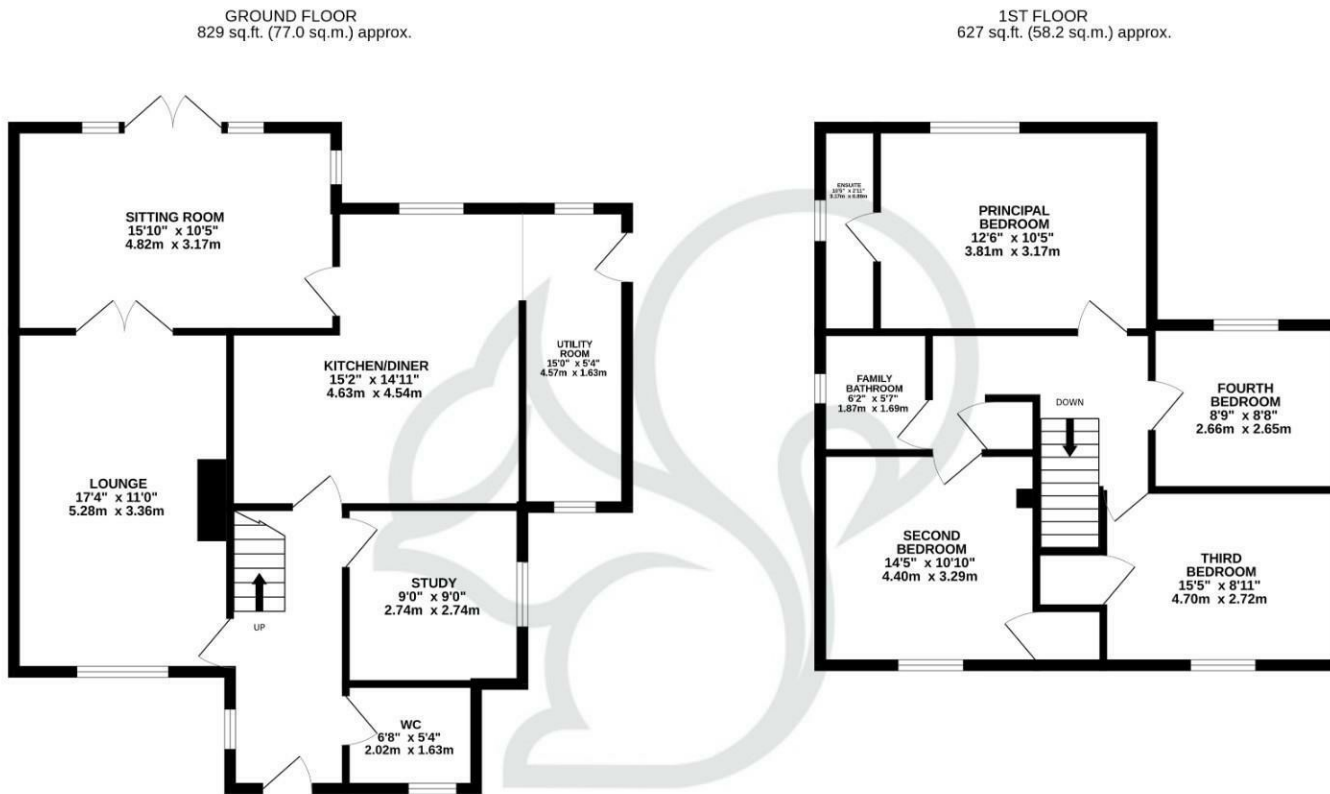 GROUND FLOOR
829 sq.ft. (77.0 sq.m.) approx.
SITTING ROOM
15'10" x 10'5"
4.82m x 3.17m
KITCHEN/DINER
15'2" x 14'11"
4.63m x 4.54m
UTILITY
ROOM
15'0" x 5'4"
4.57m x 1.63m
LOUNGE
17'4" x 11'0"
5.28m x 3.36m
STUDY
9'0" x 9'0"
2.74m x 2.74m
UP
WC
6'8" x 5'4"
2.02m x 1.63m
1ST FLOOR
627 sq.ft. (58.2 sq.m.) approx.
ENSUITE
PRINCIPAL
BEDROOM
12'6" x 10'5"
3.81m x 3.17m
FAMILY
BATHROOM
6'2" x 5'7"
1.87m x 1.69m
DOWN
FOURTH
BEDROOM
8'9" x 8'8"
2.66m x 2.65m
SECOND
BEDROOM
14'5" x 10'10"
4.40m x 3.29m
THIRD
BEDROOM
15'5" x 8'11"
4.70m x 2.72m